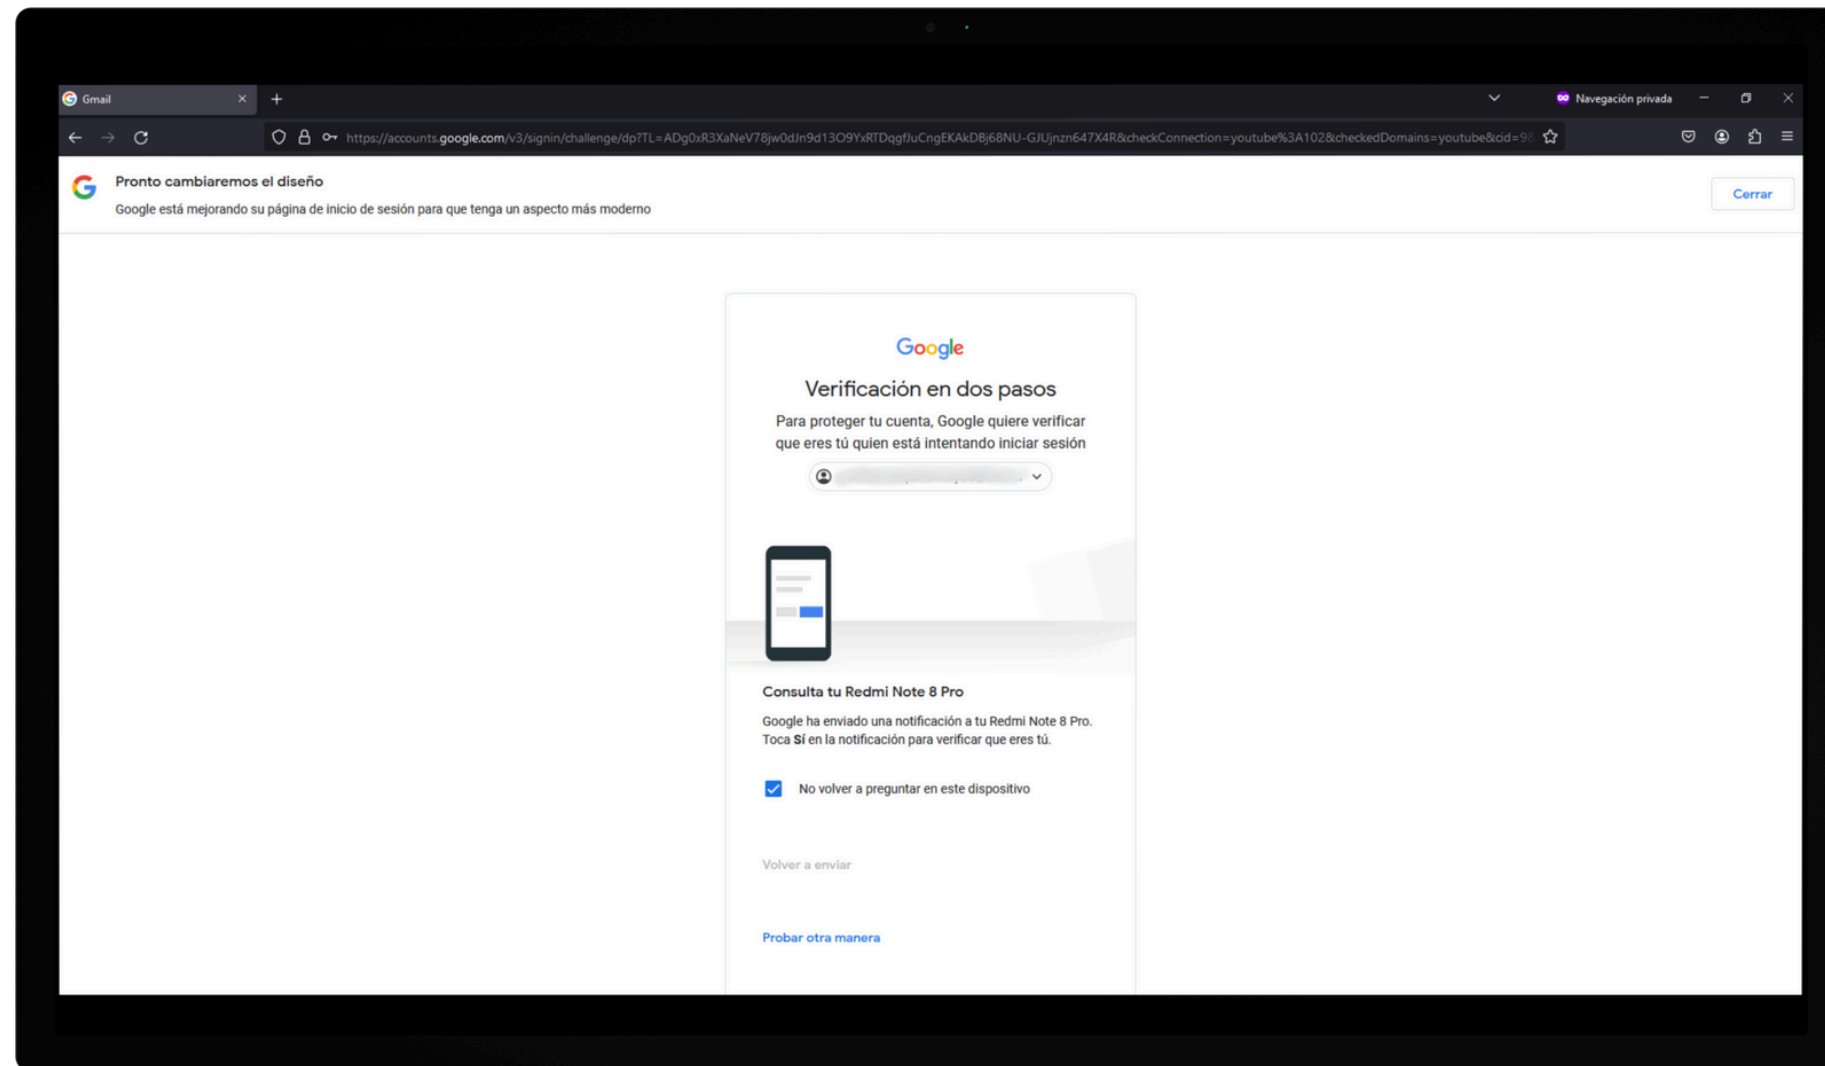 Gmail
Navegación privada
https://accounts.google.com/v3/signin/challenge/dp?TL=ADg0xR3XaNeV78jw0dJn9d13O9YxRTDqgfJuCngEKAkDBj68NU-GJUjnzn647X4R&checkConnection=youtube%3A102&checkedDomains=youtube&cid=9
Pronto cambiaremos el diseño
Google está mejorando su página de inicio de sesión para que tenga un aspecto más moderno
Cerrar
Google
Verificación en dos pasos
Para proteger tu cuenta, Google quiere verificar
que eres tú quien está intentando iniciar sesión
Consulta tu Redmi Note 8 Pro
Google ha enviado una notificación a tu Redmi Note 8 Pro.
Toca Sí en la notificación para verificar que eres tú.
No volver a preguntar en este dispositivo
Volver a enviar
Probar otra manera